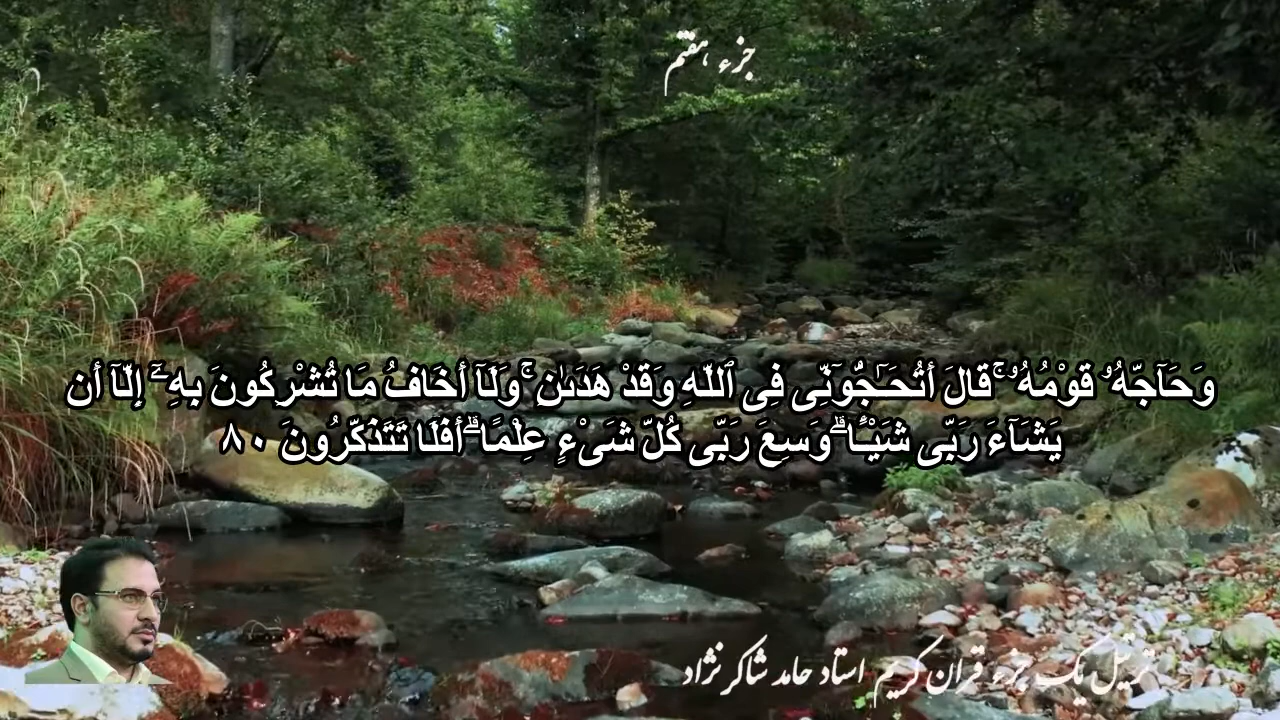 جزء هفتم
وَحَآجَّهُۥ قَوْمُهُۥ ۚ قَالَ أَتُحَـٰٓجُّوٓنِّى فِى ٱللَّهِ وَقَدْ هَدَىٰنِ ۚ وَلَآ أَخَافُ مَا تُشْرِكُونَ بِهِۦٓ إِلَّآ أَن
يَشَآءَ رَبِّى شَيْـًٔا ۗ وَسِعَ رَبِّى كُلَّ شَىْءٍ عِلْمًا ۗ أَفَلَا تَتَذَكَّرُونَ ٨٠
ترتیل یک جزء قرآن کریم استاد حامد شاکرنژاد